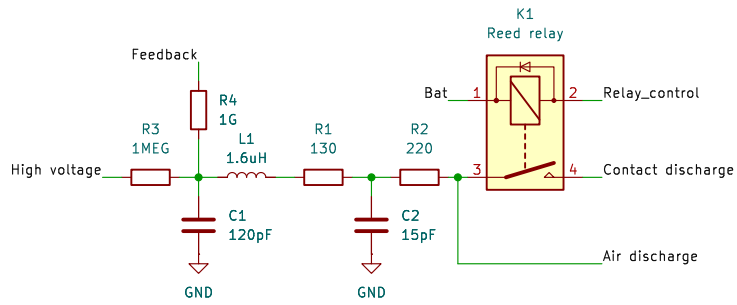 K1
Reed relay
Feedback
Bat
1
2
Relay_control
R4
1G
R3
1MEG
L1
1.6uH
R1
130
R2
220
High voltage
3
4
Contact discharge
C1
120pF
C2
15pF
Air discharge
GND
GND